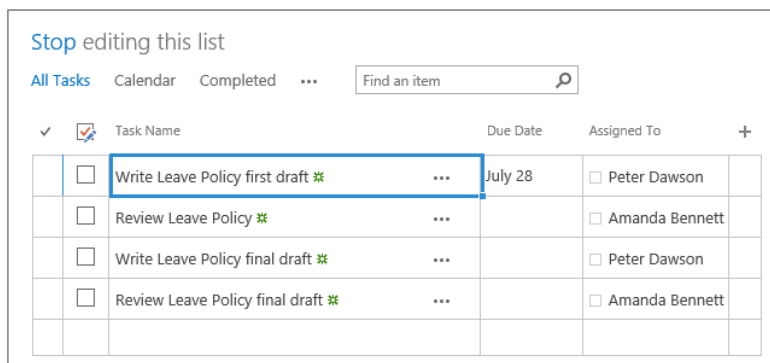 Stop editing this list
All Tasks Calendar Completed ... Find an item
Task Name Due Date Assigned To +
Write Leave Policy first draft ... July 28 Peter Dawson
Review Leave Policy ... Amanda Bennett
Write Leave Policy final draft ... Peter Dawson
Review Leave Policy final draft ... Amanda Bennett